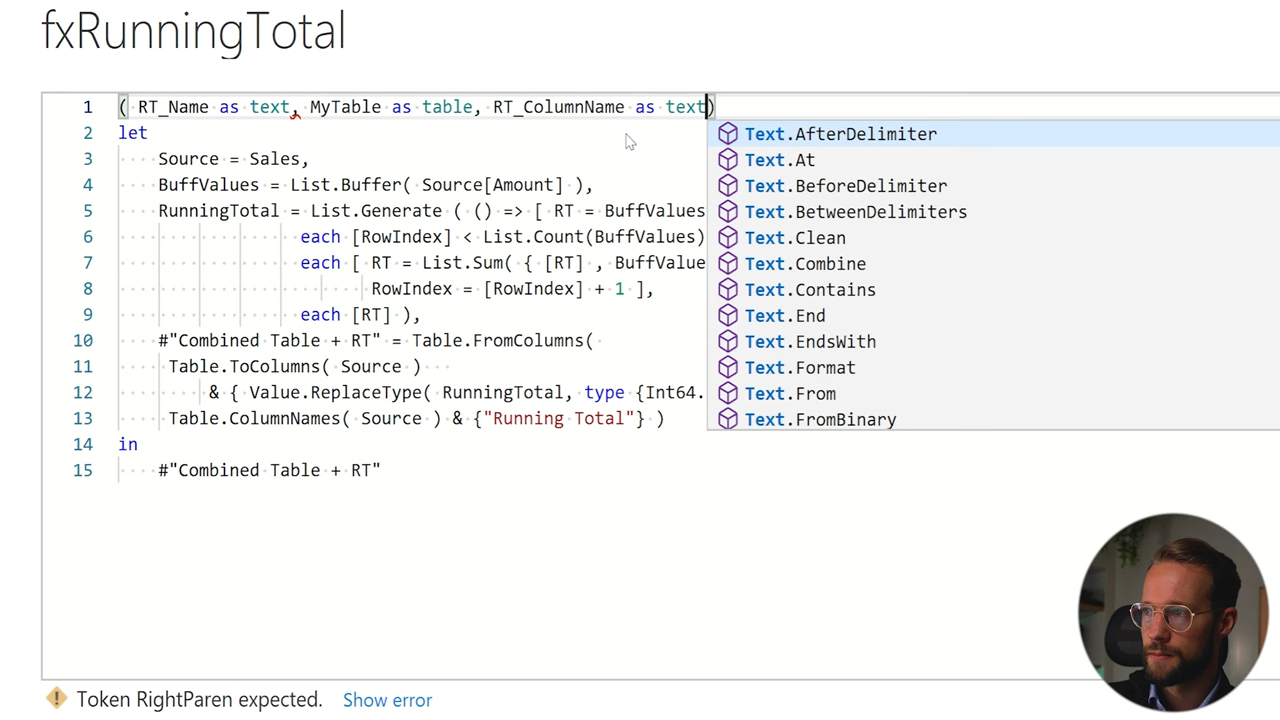 fxRunningTotal
1 ( RT_Name as text, MyTable as table, RT_ColumnName as text)
2 let
3 Source = Sales,
4 BuffValues = List.Buffer( Source[Amount] ),
5 RunningTotal = List.Generate ( () => [ RT = BuffValues
6 each [RowIndex] < List.Count(BuffValues)
7 each [ RT = List.Sum( { [RT] , BuffValue
8 RowIndex = [RowIndex] + 1 ],
9 each [RT] ),
10 #"Combined Table + RT" = Table.FromColumns(
11 Table.ToColumns( Source )
12 & { Value.ReplaceType( RunningTotal, type {Int64.
13 Table.ColumnNames( Source ) & {"Running Total"} )
14 in
15 #"Combined Table + RT"
Text.AfterDelimiter
Text.At
Text.BeforeDelimiter
Text.BetweenDelimiters
Text.Clean
Text.Combine
Text.Contains
Text.End
Text.EndsWith
Text.Format
Text.From
Text.FromBinary
Token RightParen expected. Show error